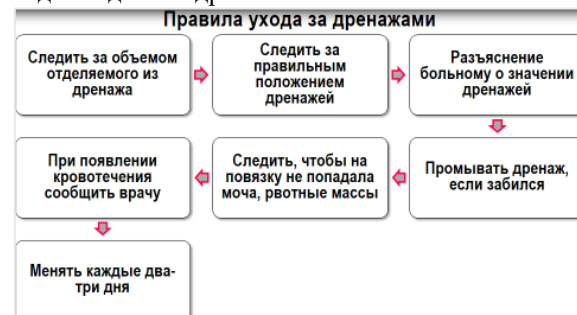 Правила ухода за дренажами
Следить за объемом
отделяемого из
дренажа
Следить за
правильным
положением
дренажей
Разъяснение
больному о значении
дренажей
Промывать дренаж,
если забился
Следить, чтобы на
повязку не попадала
моча, рвотные массы
При появлении
кровотечения
сообщить врачу
Менять каждые два-
три дня